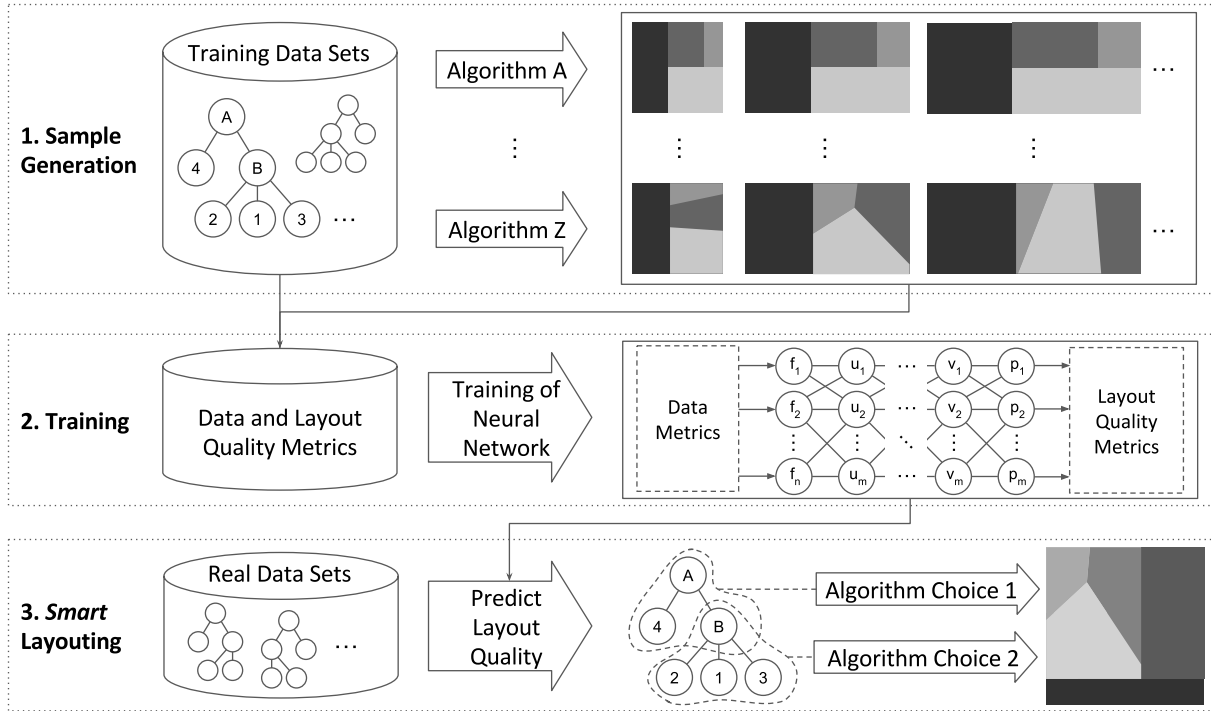 Training Data Sets
A
4
B
2
1
3
...
1. Sample
Generation
Algorithm A
⋮
Algorithm Z
...
⋮
⋮
⋮
...
2. Training
Data and Layout
Quality Metrics
Training of
Neural
Network
Data
Metrics
f1 u1 ... v1 p1
f2 u2 ... v2 p2
⋮ ⋮ ⋱ ⋮ ⋮
fn um ... vm pm
Layout
Quality
Metrics
3. Smart
Layouting
Real Data Sets
...
Predict
Layout
Quality
A
4
B
2
1
3
Algorithm Choice 1
Algorithm Choice 2